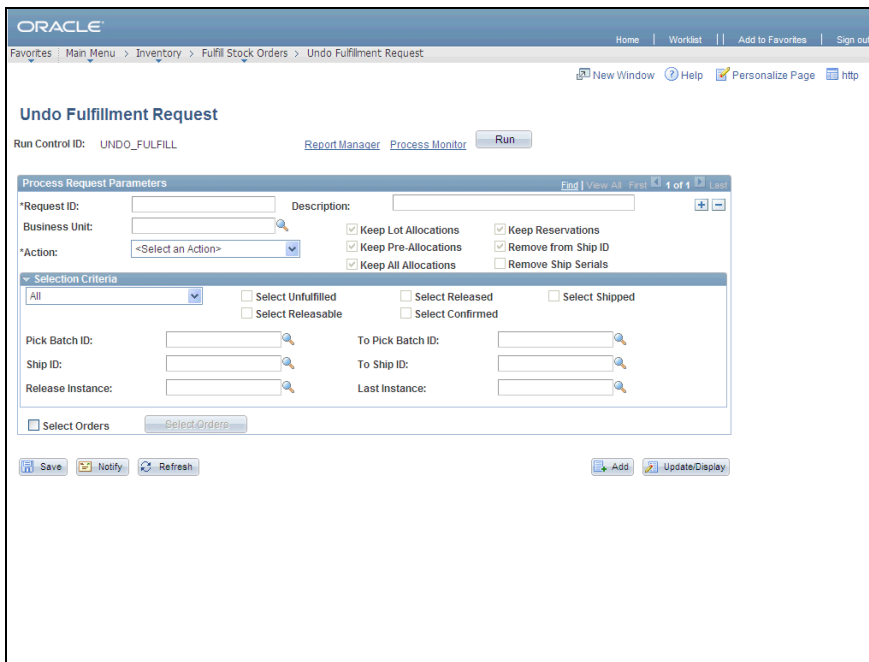 ORACLE
Home | Worklist || Add to Favorites | Sign out
Favorites | Main Menu > Inventory > Fulfill Stock Orders > Undo Fulfillment Request
New Window Help Personalize Page http
Undo Fulfillment Request
Run Control ID: UNDO_FULFILL Report Manager Process Monitor Run
Process Request Parameters Find | View All First 1 of 1 Last
*Request ID: Description:
Business Unit: Keep Lot Allocations Keep Reservations
*Action: <Select an Action> Keep Pre-Allocations Remove from Ship ID
Keep All Allocations Remove Ship Serials
Selection Criteria
All Select Unfulfilled Select Released Select Shipped
Select Releasable Select Confirmed
Pick Batch ID: To Pick Batch ID:
Ship ID: To Ship ID:
Release Instance: Last Instance:
Select Orders Select Orders
Save Notify Refresh Add Update/Display